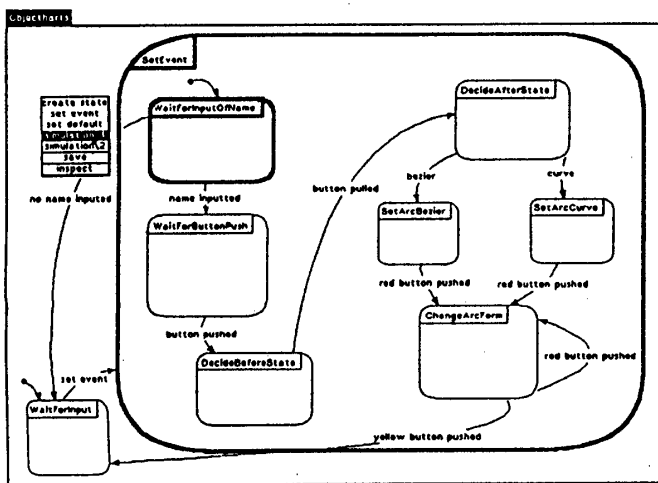 Objectcharts
SetEvent
WaitForInputOfName
DecideAfterState
create state
set event
set default
simulation\2
save
inspect
no name inputted
name inputted
button pulled
bezier
curve
WaitForButtonPush
SetArcBezier
SetArcCurve
red button pushed
red button pushed
button pushed
ChangeArcForm
DecideBeforeState
red button pushed
set event
WaitForInput
yellow button pushed